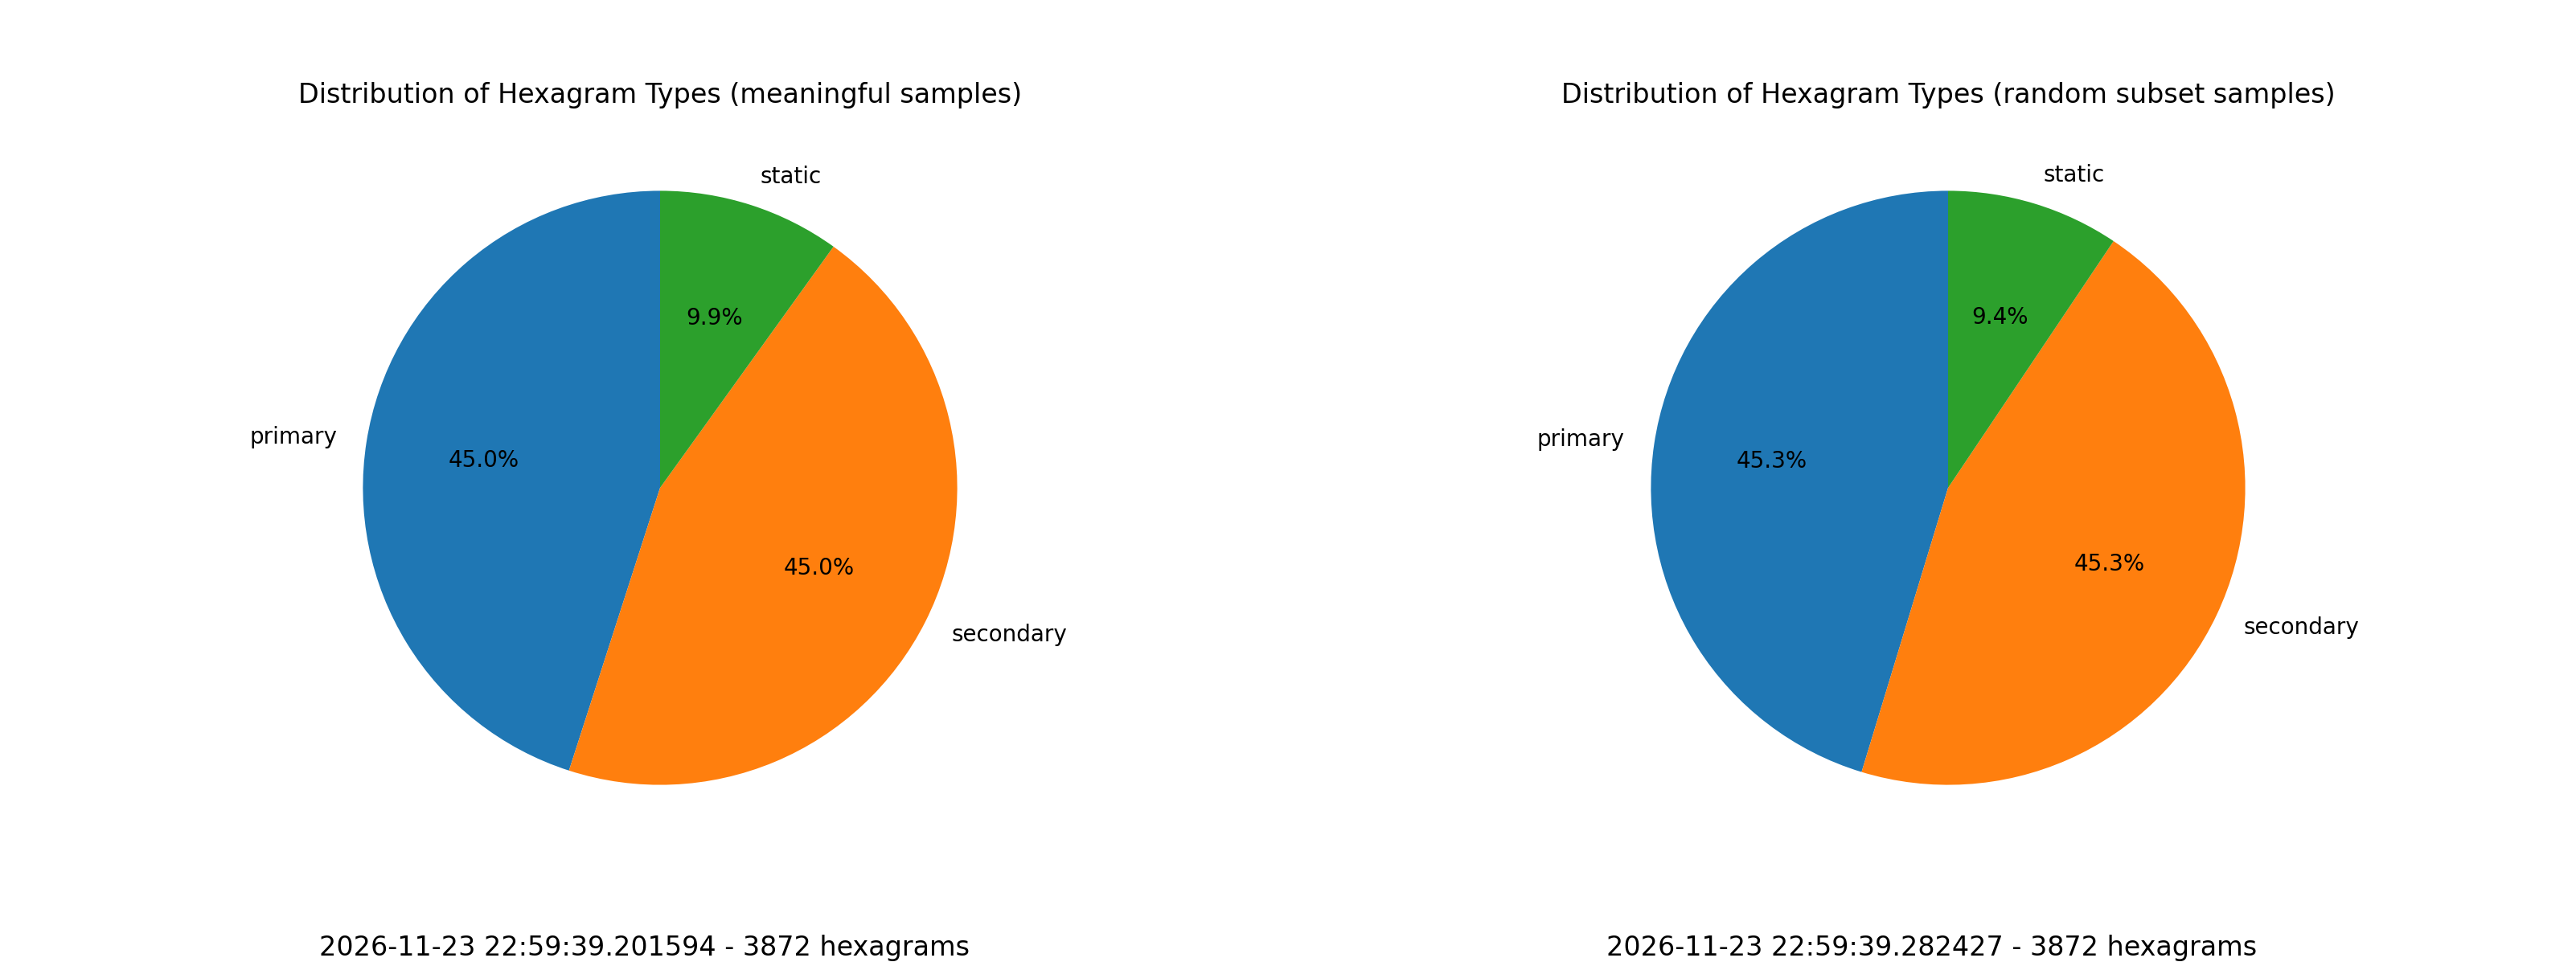 Distribution of Hexagram Types (meaningful samples)
static
9.9%
primary
45.0%
45.0%
secondary
2026-11-23 22:59:39.201594 - 3872 hexagrams
Distribution of Hexagram Types (random subset samples)
static
9.4%
primary
45.3%
45.3%
secondary
2026-11-23 22:59:39.282427 - 3872 hexagrams